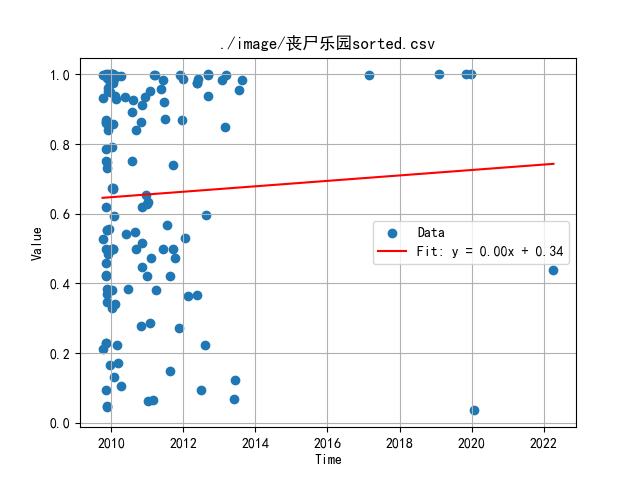 ./image/丧尸乐园sorted.csv
1.0
0.8
0.6
0.4
0.2
0.0
Value
Data
Fit: y = 0.00x + 0.34
2010 2012 2014 2016 2018 2020 2022
Time